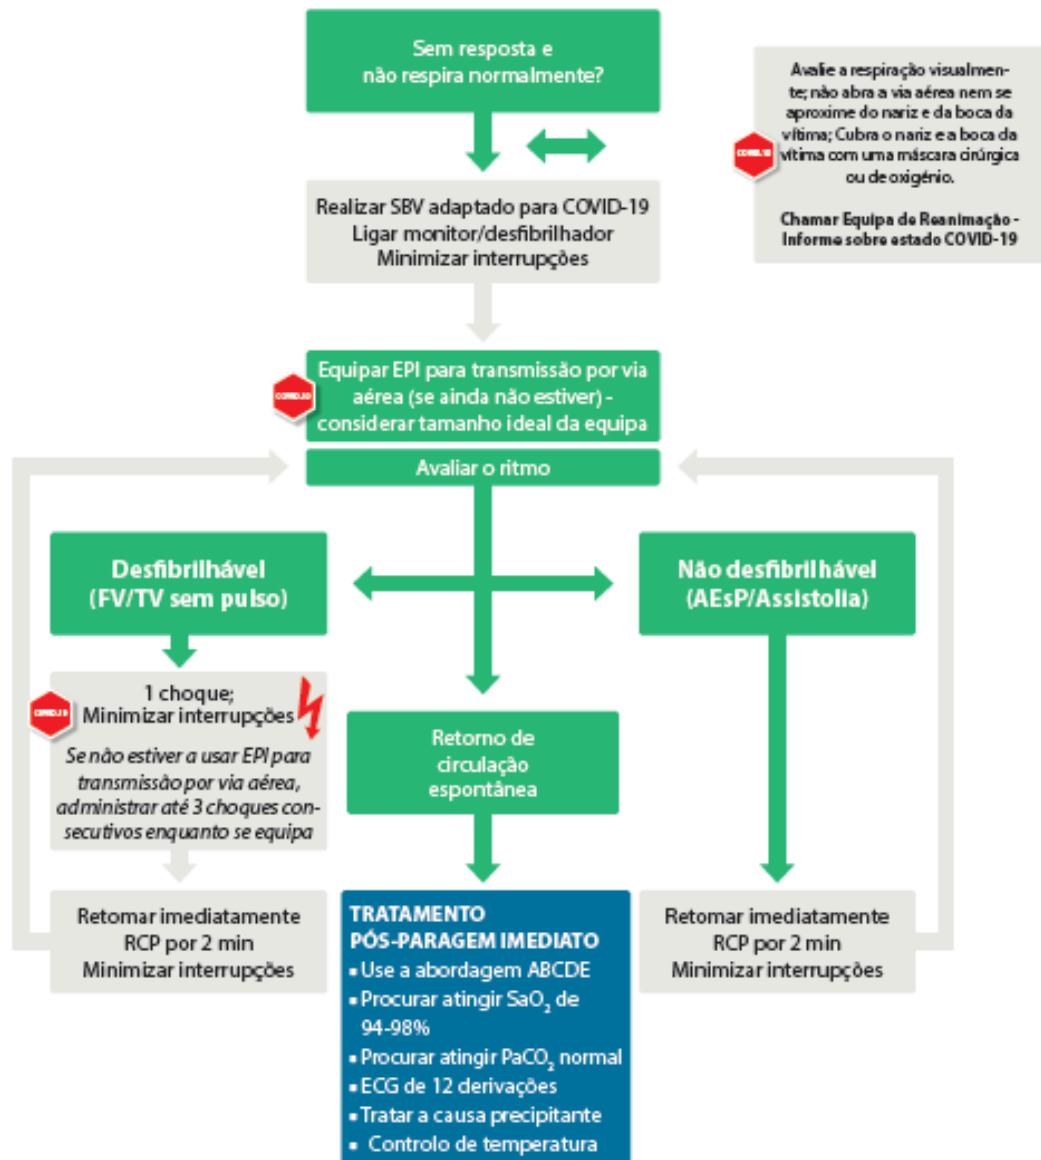 Sem resposta e
não respira normalmente?
Avalie a respiração visualmen-
te; não abra a via aérea nem se
aproxime do nariz e da boca da
vítima; Cubra o nariz e a boca da
vítima com uma máscara cirúrgica
ou de oxigénio.
Chamar Equipa de Reanimação -
Informe sobre estado COVID-19
Realizar SBV adaptado para COVID-19
Ligar monitor/desfibrilhador
Minimizar interrupções
Equipar EPI para transmissão por via
aérea (se ainda não estiver) -
considerar tamanho ideal da equipa
Avaliar o ritmo
Desfibrilhável
(FV/TV sem pulso)
Não desfibrilhável
(AEsP/Assistolia)
1 choque;
Minimizar interrupções
Se não estiver a usar EPI para
transmissão por via aérea,
administrar até 3 choques con-
secutivos enquanto se equipa
Retorno de
circulação
espontânea
Retomar imediatamente
RCP por 2 min
Minimizar interrupções
TRATAMENTO
PÓS-PARAGEM IMEDIATO
▪ Use a abordagem ABCDE
▪ Procurar atingir SaO₂ de
94-98%
▪ Procurar atingir PaCO₂ normal
▪ ECG de 12 derivações
▪ Tratar a causa precipitante
▪ Controlo de temperatura
Retomar imediatamente
RCP por 2 min
Minimizar interrupções